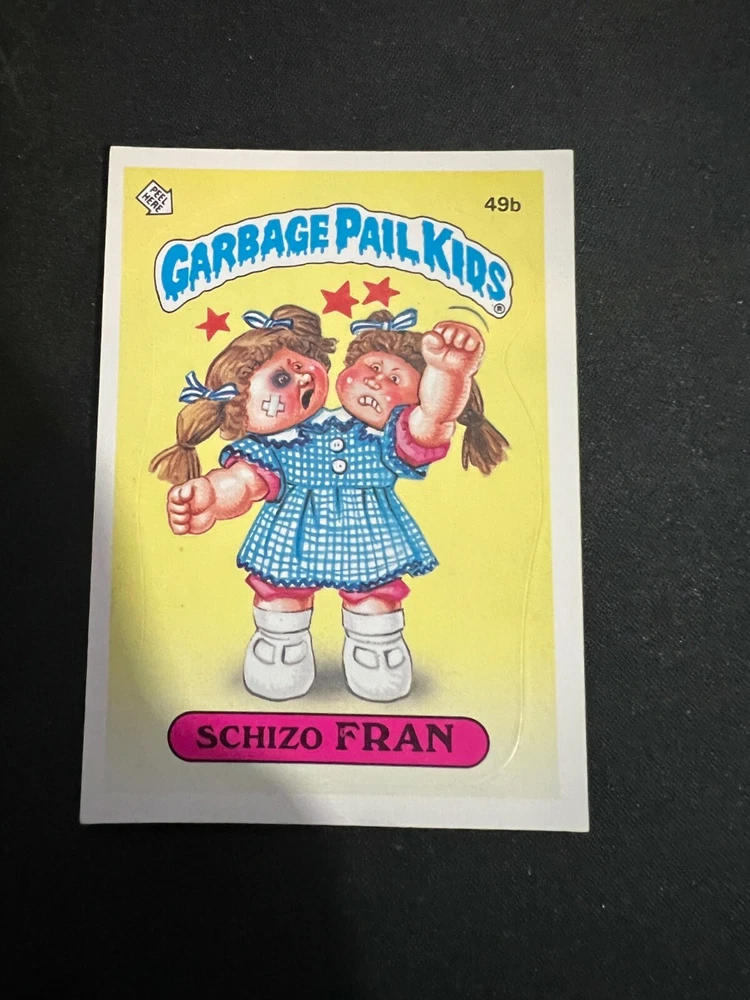 PEEL
HERE
49b
GARBAGE PAIL KIDS
®
SCHIZO FRAN